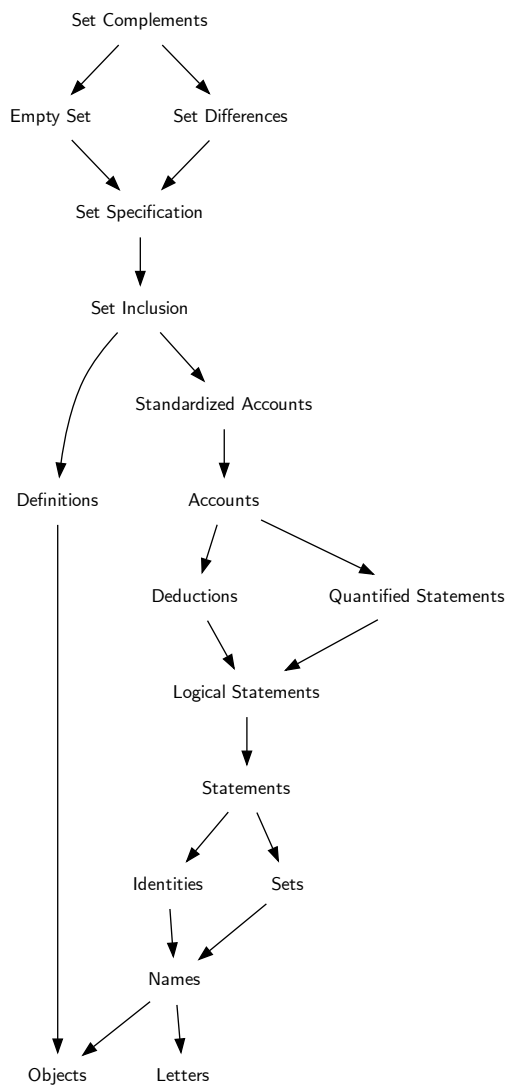 Set Complements
Empty Set
Set Differences
Set Specification
Set Inclusion
Standardized Accounts
Definitions
Accounts
Deductions
Quantified Statements
Logical Statements
Statements
Identities
Sets
Names
Objects
Letters